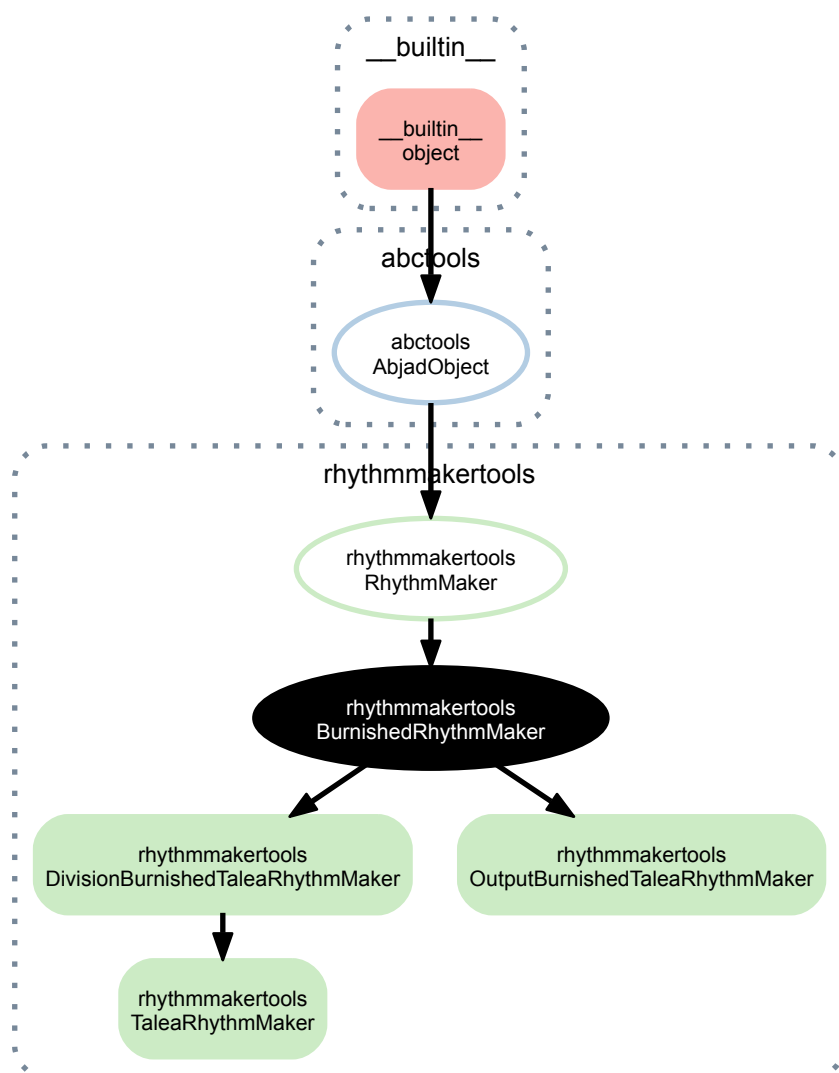 __builtin__
__builtin__
object
abctools
abctools
AbjadObject
rhythmmakertools
rhythmmakertools
RhythmMaker
rhythmmakertools
BurnishedRhythmMaker
rhythmmakertools
DivisionBurnishedTaleaRhythmMaker
rhythmmakertools
OutputBurnishedTaleaRhythmMaker
rhythmmakertools
TaleaRhythmMaker